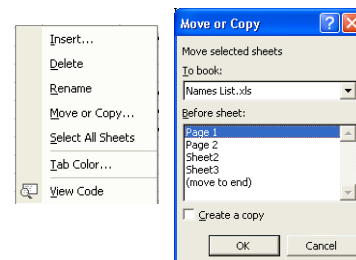 Insert...
Delete
Rename
Move or Copy...
Select All Sheets
Tab Color...
View Code
Move or Copy
Move selected sheets
To book:
Names List.xls
Before sheet:
Page 1
Page 2
Sheet2
Sheet3
(move to end)
Create a copy
OK Cancel